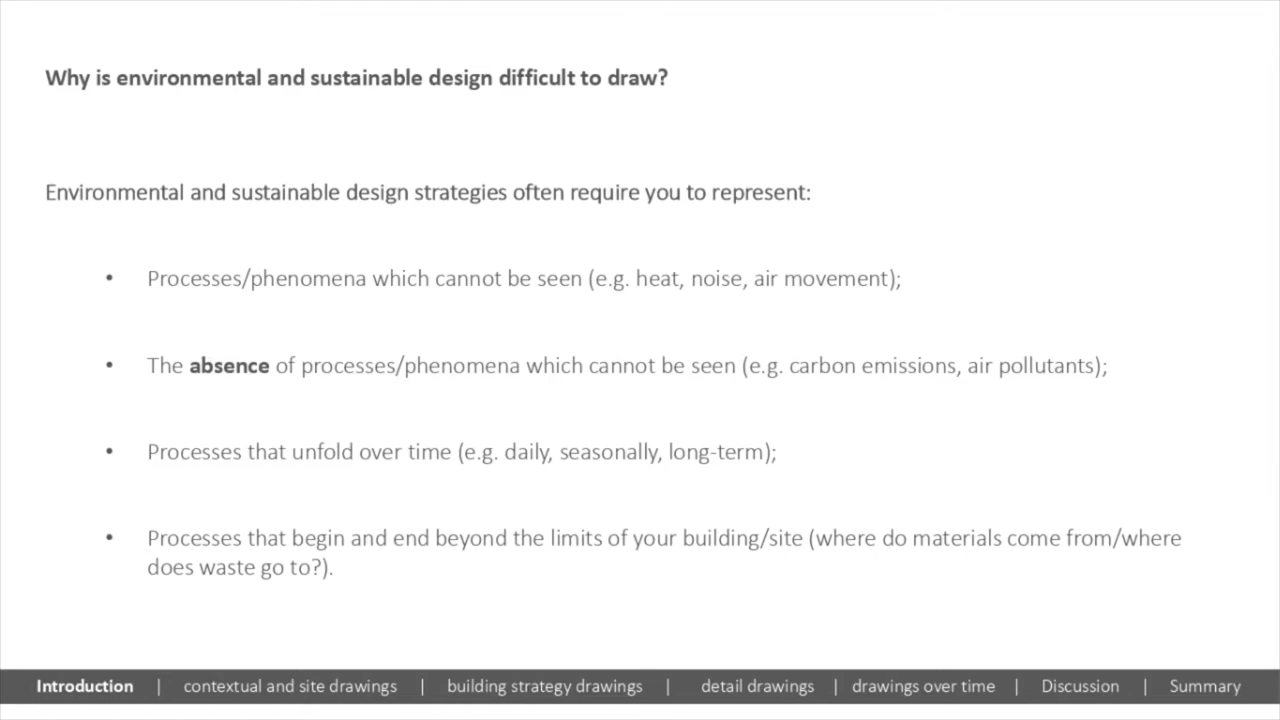 Why is environmental and sustainable design difficult to draw?
Environmental and sustainable design strategies often require you to represent:
• Processes/phenomena which cannot be seen (e.g. heat, noise, air movement);
• The absence of processes/phenomena which cannot be seen (e.g. carbon emissions, air pollutants);
• Processes that unfold over time (e.g. daily, seasonally, long-term);
• Processes that begin and end beyond the limits of your building/site (where do materials come from/where
does waste go to?).
Introduction | contextual and site drawings | building strategy drawings | detail drawings | drawings over time | Discussion | Summary